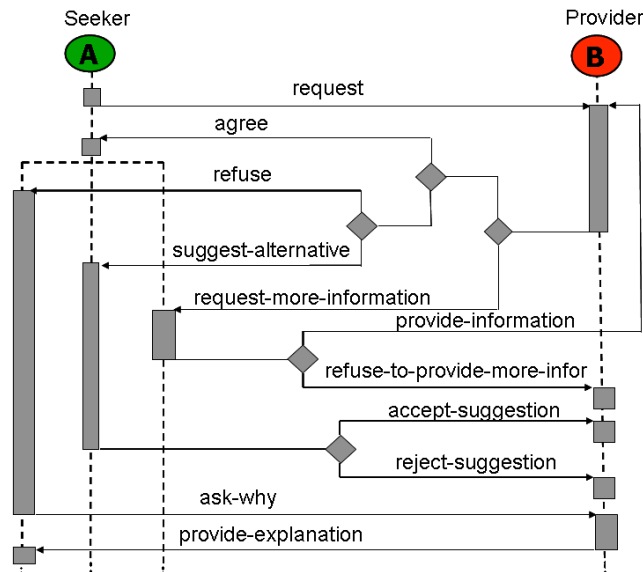 Seeker
Provider
A
B
request
agree
refuse
suggest-alternative
request-more-information
provide-information
refuse-to-provide-more-infor
accept-suggestion
reject-suggestion
ask-why
provide-explanation